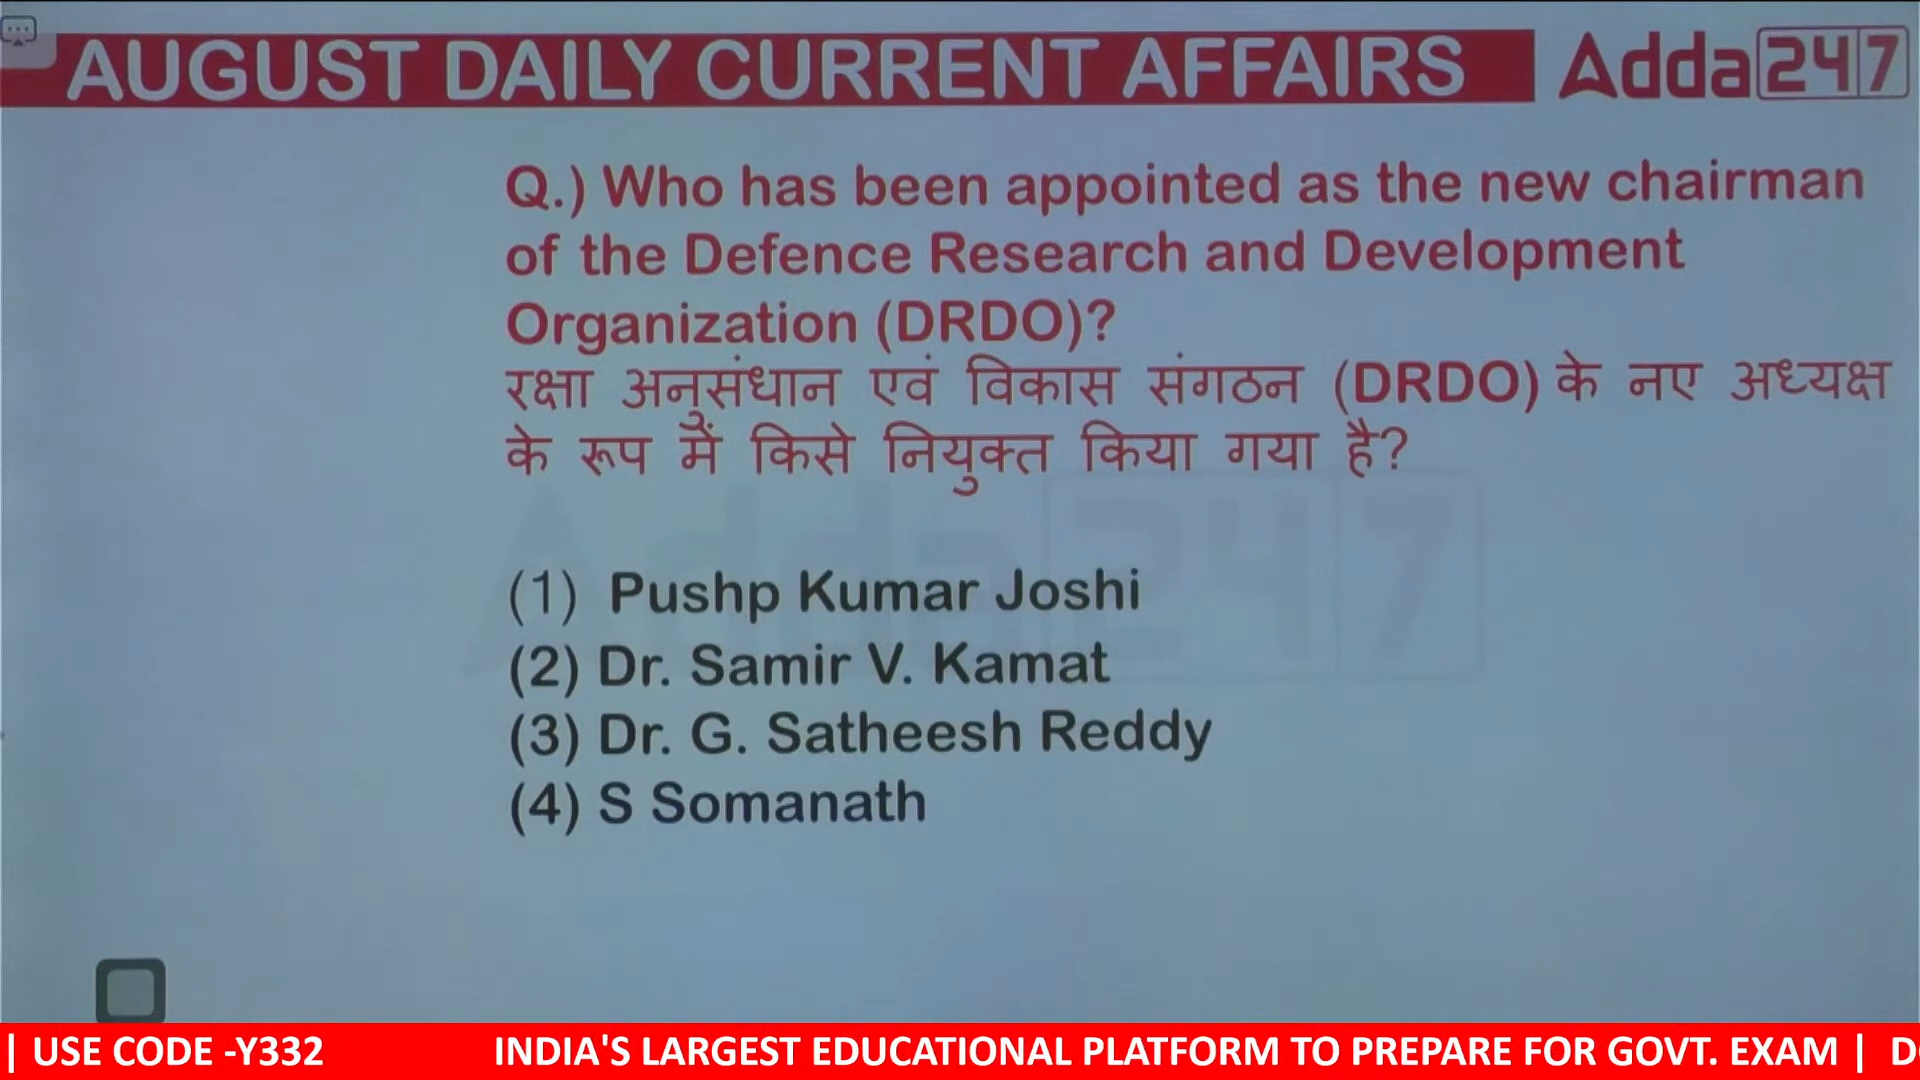 AUGUST DAILY CURRENT AFFAIRS
Adda247
Q.) Who has been appointed as the new chairman
of the Defence Research and Development
Organization (DRDO)?
रक्षा अनुसंधान एवं विकास संगठन (DRDO) के नए अध्यक्ष
के रूप में किसे नियुक्त किया गया है?
Adda247
(1) Pushp Kumar Joshi
(2) Dr. Samir V. Kamat
(3) Dr. G. Satheesh Reddy
(4) S Somanath
| USE CODE -Y332 INDIA'S LARGEST EDUCATIONAL PLATFORM TO PREPARE FOR GOVT. EXAM |